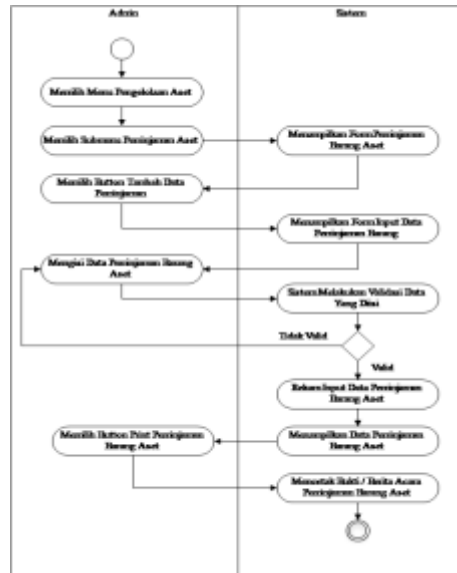 Admin
Sistem
Memilih Menu Pengelolaan Aset
Memilih Submenu Peminjaman Aset
Menampilkan Form Peminjaman
Barang Aset
Memilih Button Tambah Data
Peminjaman
Menampilkan Form Input Data
Peminjaman Barang
Mengisi Data Peminjaman Barang
Aset
Sistem Melakukan Validasi Data
Yang Diisi
Tidak Valid
Valid
Rekam Input Data Peminjaman
Barang Aset
Menampilkan Data Peminjaman
Barang Aset
Memilih Button Print Peminjaman
Barang Aset
Mencetak Bukti / Berita Acara
Peminjaman Barang Aset